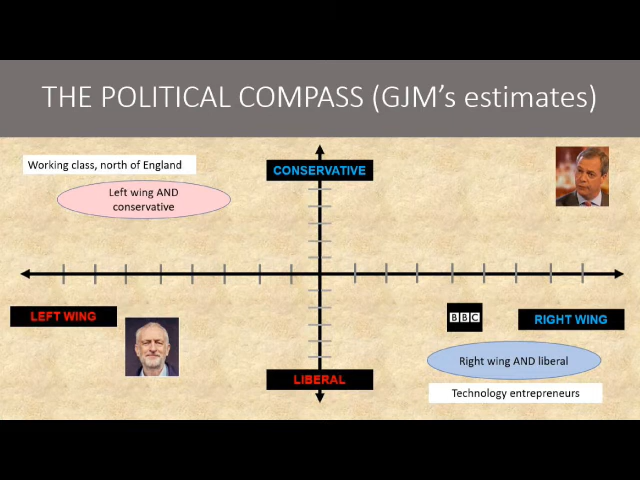 THE POLITICAL COMPASS (GJM's estimates)
Working class, north of England
CONSERVATIVE
Left wing AND
conservative
LEFT WING
BBC
RIGHT WING
Right wing AND liberal
LIBERAL
Technology entrepreneurs